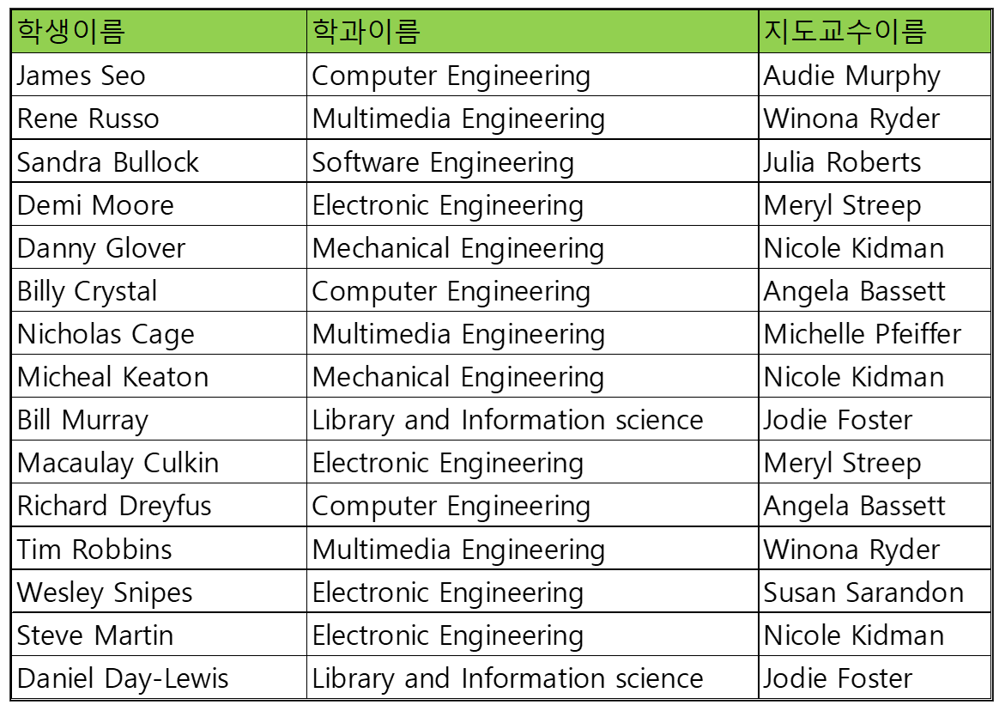 학생이름 학과이름 지도교수이름
James Seo Computer Engineering Audie Murphy
Rene Russo Multimedia Engineering Winona Ryder
Sandra Bullock Software Engineering Julia Roberts
Demi Moore Electronic Engineering Meryl Streep
Danny Glover Mechanical Engineering Nicole Kidman
Billy Crystal Computer Engineering Angela Bassett
Nicholas Cage Multimedia Engineering Michelle Pfeiffer
Micheal Keaton Mechanical Engineering Nicole Kidman
Bill Murray Library and Information science Jodie Foster
Macaulay Culkin Electronic Engineering Meryl Streep
Richard Dreyfus Computer Engineering Angela Bassett
Tim Robbins Multimedia Engineering Winona Ryder
Wesley Snipes Electronic Engineering Susan Sarandon
Steve Martin Electronic Engineering Nicole Kidman
Daniel Day-Lewis Library and Information science Jodie Foster